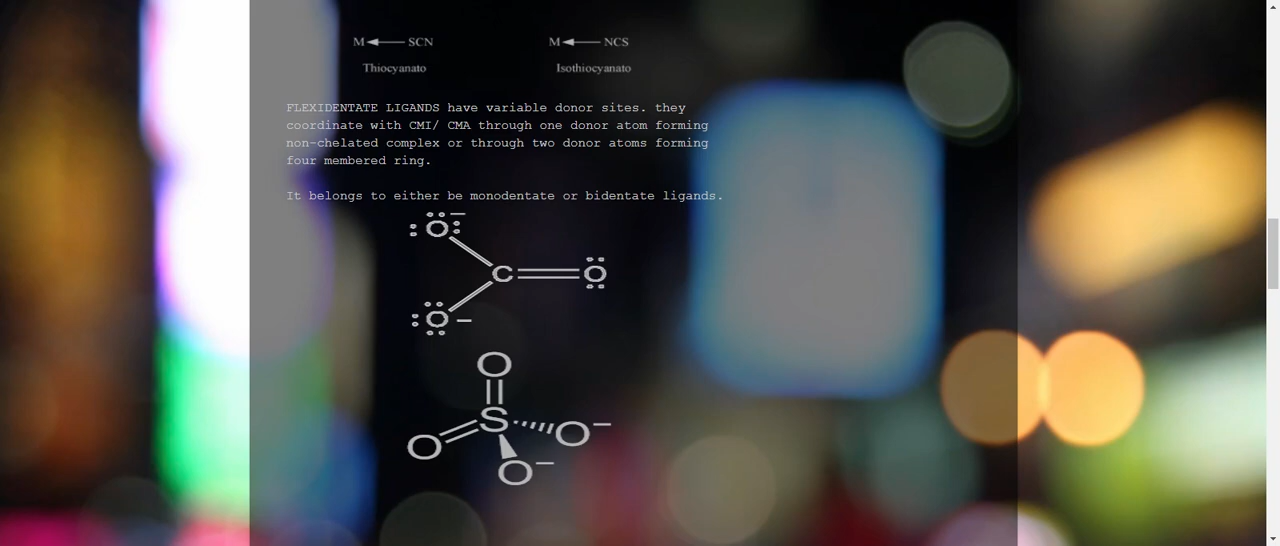 M SCN M NCS
Thiocyanato Isothiocyanato
FLEXIDENTATE LIGANDS have variable donor sites. they
coordinate with CMI/ CMA through one donor atom forming
non-chelated complex or through two donor atoms forming
four membered ring.
It belongs to either be monodentate or bidentate ligands.
O −
C O
O −
O
S
O O −
O −